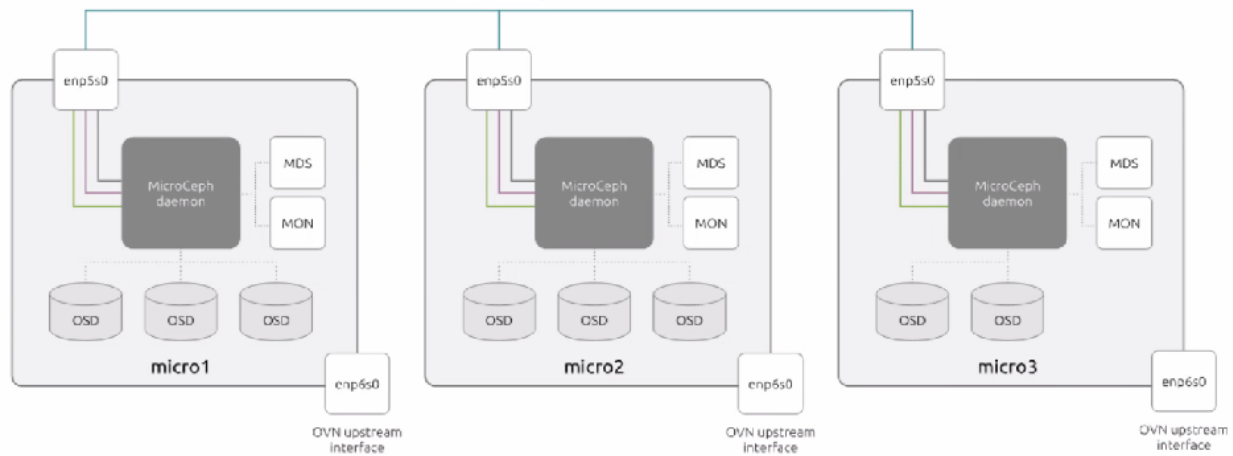 enp5s0
MicroCeph
daemon
MDS
MON
OSD
OSD
OSD
micro1
enp6s0
OVN upstream
interface
enp5s0
MicroCeph
daemon
MDS
MON
OSD
OSD
OSD
micro2
enp6s0
OVN upstream
interface
enp5s0
MicroCeph
daemon
MDS
MON
OSD
OSD
micro3
enp6s0
OVN upstream
interface